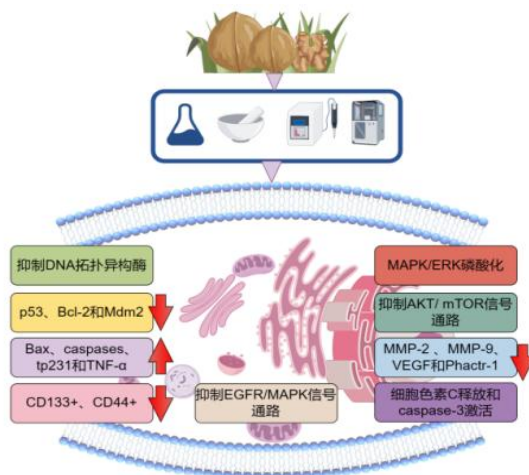 抑制DNA拓扑异构酶
p53、Bcl-2和Mdm2
Bax、caspases、
tp231和TNF-α
CD133+、CD44+
抑制EGFR/MAPK信号
通路
MAPK/ERK磷酸化
抑制AKT/ mTOR信号
通路
MMP-2 、MMP-9、
VEGF和Phactr-1
细胞色素C释放和
caspase-3激活